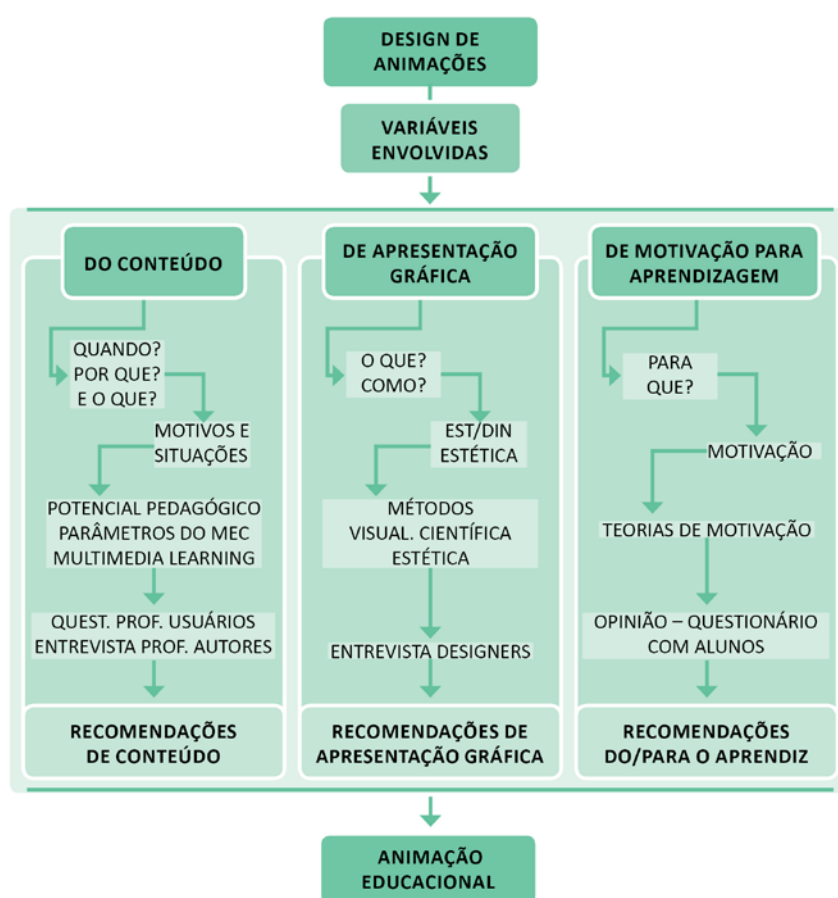 DESIGN DE
ANIMAÇÕES
VARIÁVEIS
ENVOLVIDAS
DO CONTEÚDO
QUANDO?
POR QUE?
E O QUE?
MOTIVOS E
SITUAÇÕES
POTENCIAL PEDAGÓGICO
PARÂMETROS DO MEC
MULTIMEDIA LEARNING
QUEST. PROF. USUÁRIOS
ENTREVISTA PROF. AUTORES
RECOMENDAÇÕES
DE CONTEÚDO
DE APRESENTAÇÃO
GRÁFICA
O QUE?
COMO?
EST/DIN
ESTÉTICA
MÉTODOS
VISUAL. CIENTÍFICA
ESTÉTICA
ENTREVISTA DESIGNERS
RECOMENDAÇÕES DE
APRESENTAÇÃO GRÁFICA
DE MOTIVAÇÃO PARA
APRENDIZAGEM
PARA
QUE?
MOTIVAÇÃO
TEORIAS DE MOTIVAÇÃO
OPINIÃO – QUESTIONÁRIO
COM ALUNOS
RECOMENDAÇÕES
DO/PARA O APRENDIZ
ANIMAÇÃO
EDUCACIONAL